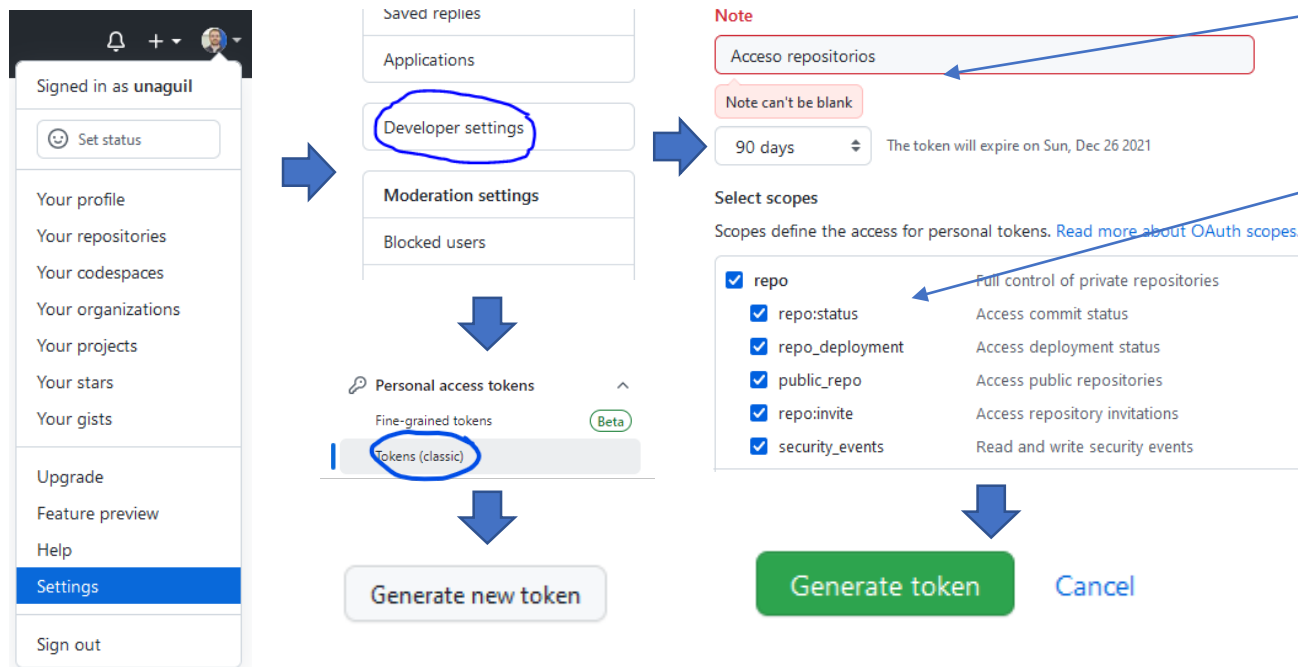 Signed in as unaguil
Set status
Your profile
Your repositories
Your codespaces
Your organizations
Your projects
Your stars
Your gists
Upgrade
Feature preview
Help
Settings
Sign out
Saved replies
Applications
Developer settings
Moderation settings
Blocked users
Personal access tokens
Fine-grained tokens Beta
Tokens (classic)
Generate new token
Note
Acceso repositorios
Note can't be blank
90 days The token will expire on Sun, Dec 26 2021
Select scopes
Scopes define the access for personal tokens. Read more about OAuth scopes.
repo Full control of private repositories
repo:status Access commit status
repo_deployment Access deployment status
public_repo Access public repositories
repo:invite Access repository invitations
security_events Read and write security events
Generate token Cancel